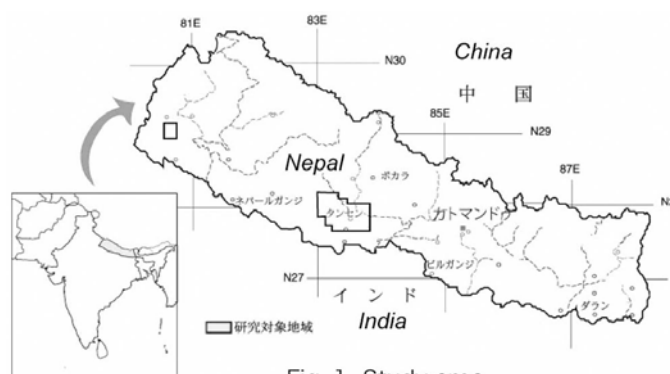 81E
83E
China
N30
中国
85E
N29
Nepal
87E
ポカラ
ネパールガンジ
タンセン
カトマンドゥ
ビルガンジ
N27
インド
ダラン
研究対象地域
India
Fig. 1 Study area